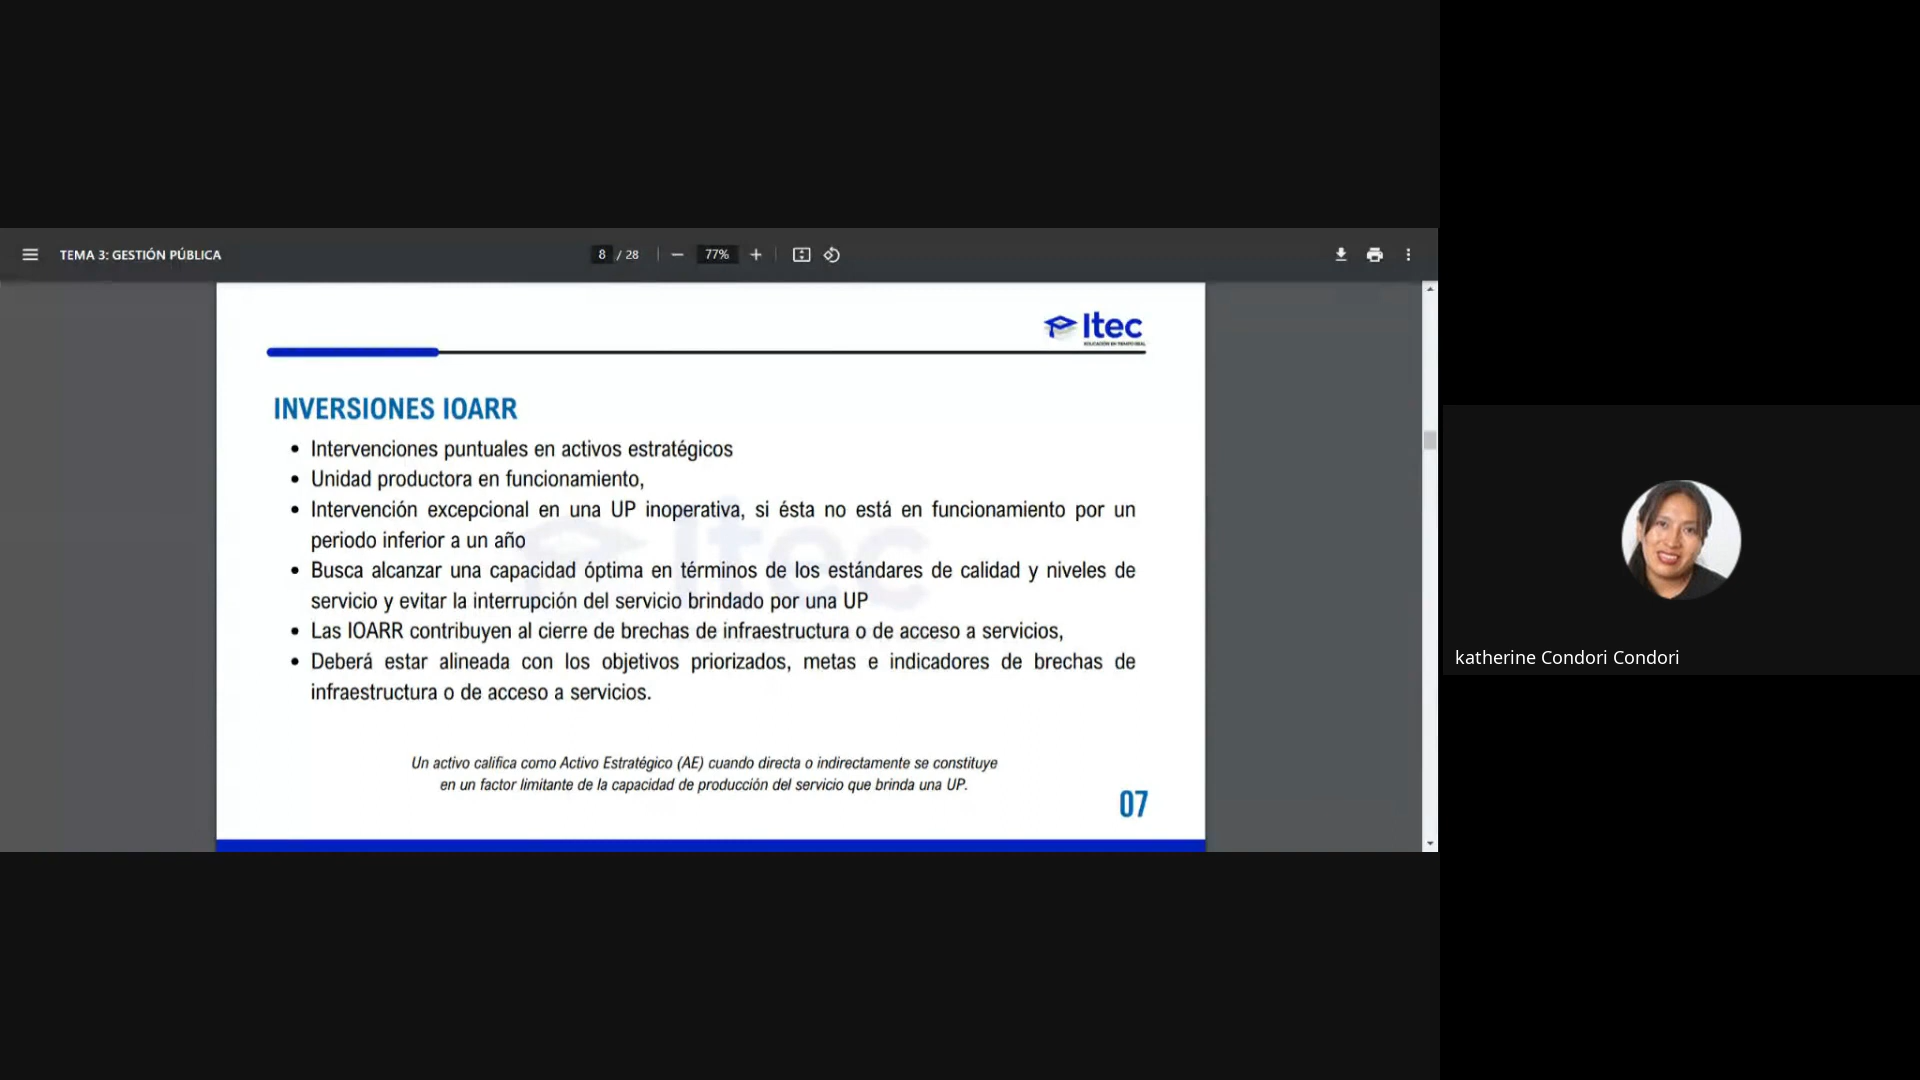 TEMA 3: GESTIÓN PÚBLICA
8 / 28
77%
Itec
EDUCACIÓN EN TIEMPO REAL
INVERSIONES IOARR
• Intervenciones puntuales en activos estratégicos
• Unidad productora en funcionamiento,
• Intervención excepcional en una UP inoperativa, si ésta no está en funcionamiento por un
periodo inferior a un año
• Busca alcanzar una capacidad óptima en términos de los estándares de calidad y niveles de
servicio y evitar la interrupción del servicio brindado por una UP
• Las IOARR contribuyen al cierre de brechas de infraestructura o de acceso a servicios,
• Deberá estar alineada con los objetivos priorizados, metas e indicadores de brechas de
infraestructura o de acceso a servicios.
Itec
Un activo califica como Activo Estratégico (AE) cuando directa o indirectamente se constituye
en un factor limitante de la capacidad de producción del servicio que brinda una UP.
07
katherine Condori Condori